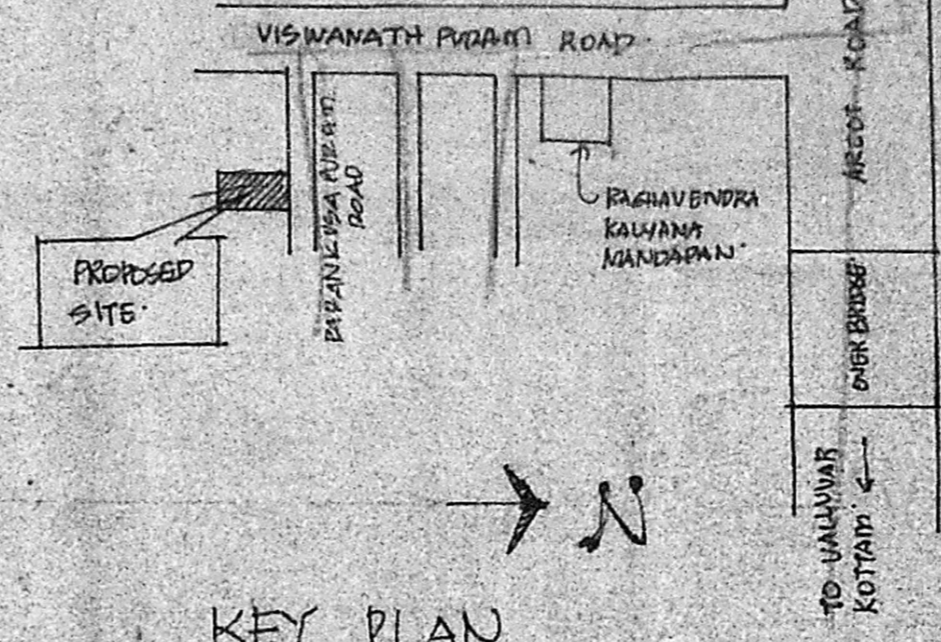 VISWANATH PURAM ROAD
ARCOT ROAD
PARANKUSA PURAM
ROAD
RAGHAVENDRA
KALYANA
MANDAPAN
PROPOSED
SITE
OVER BRIDGE
N
TO VALLUVAR
KOTTAM
KEY PLAN